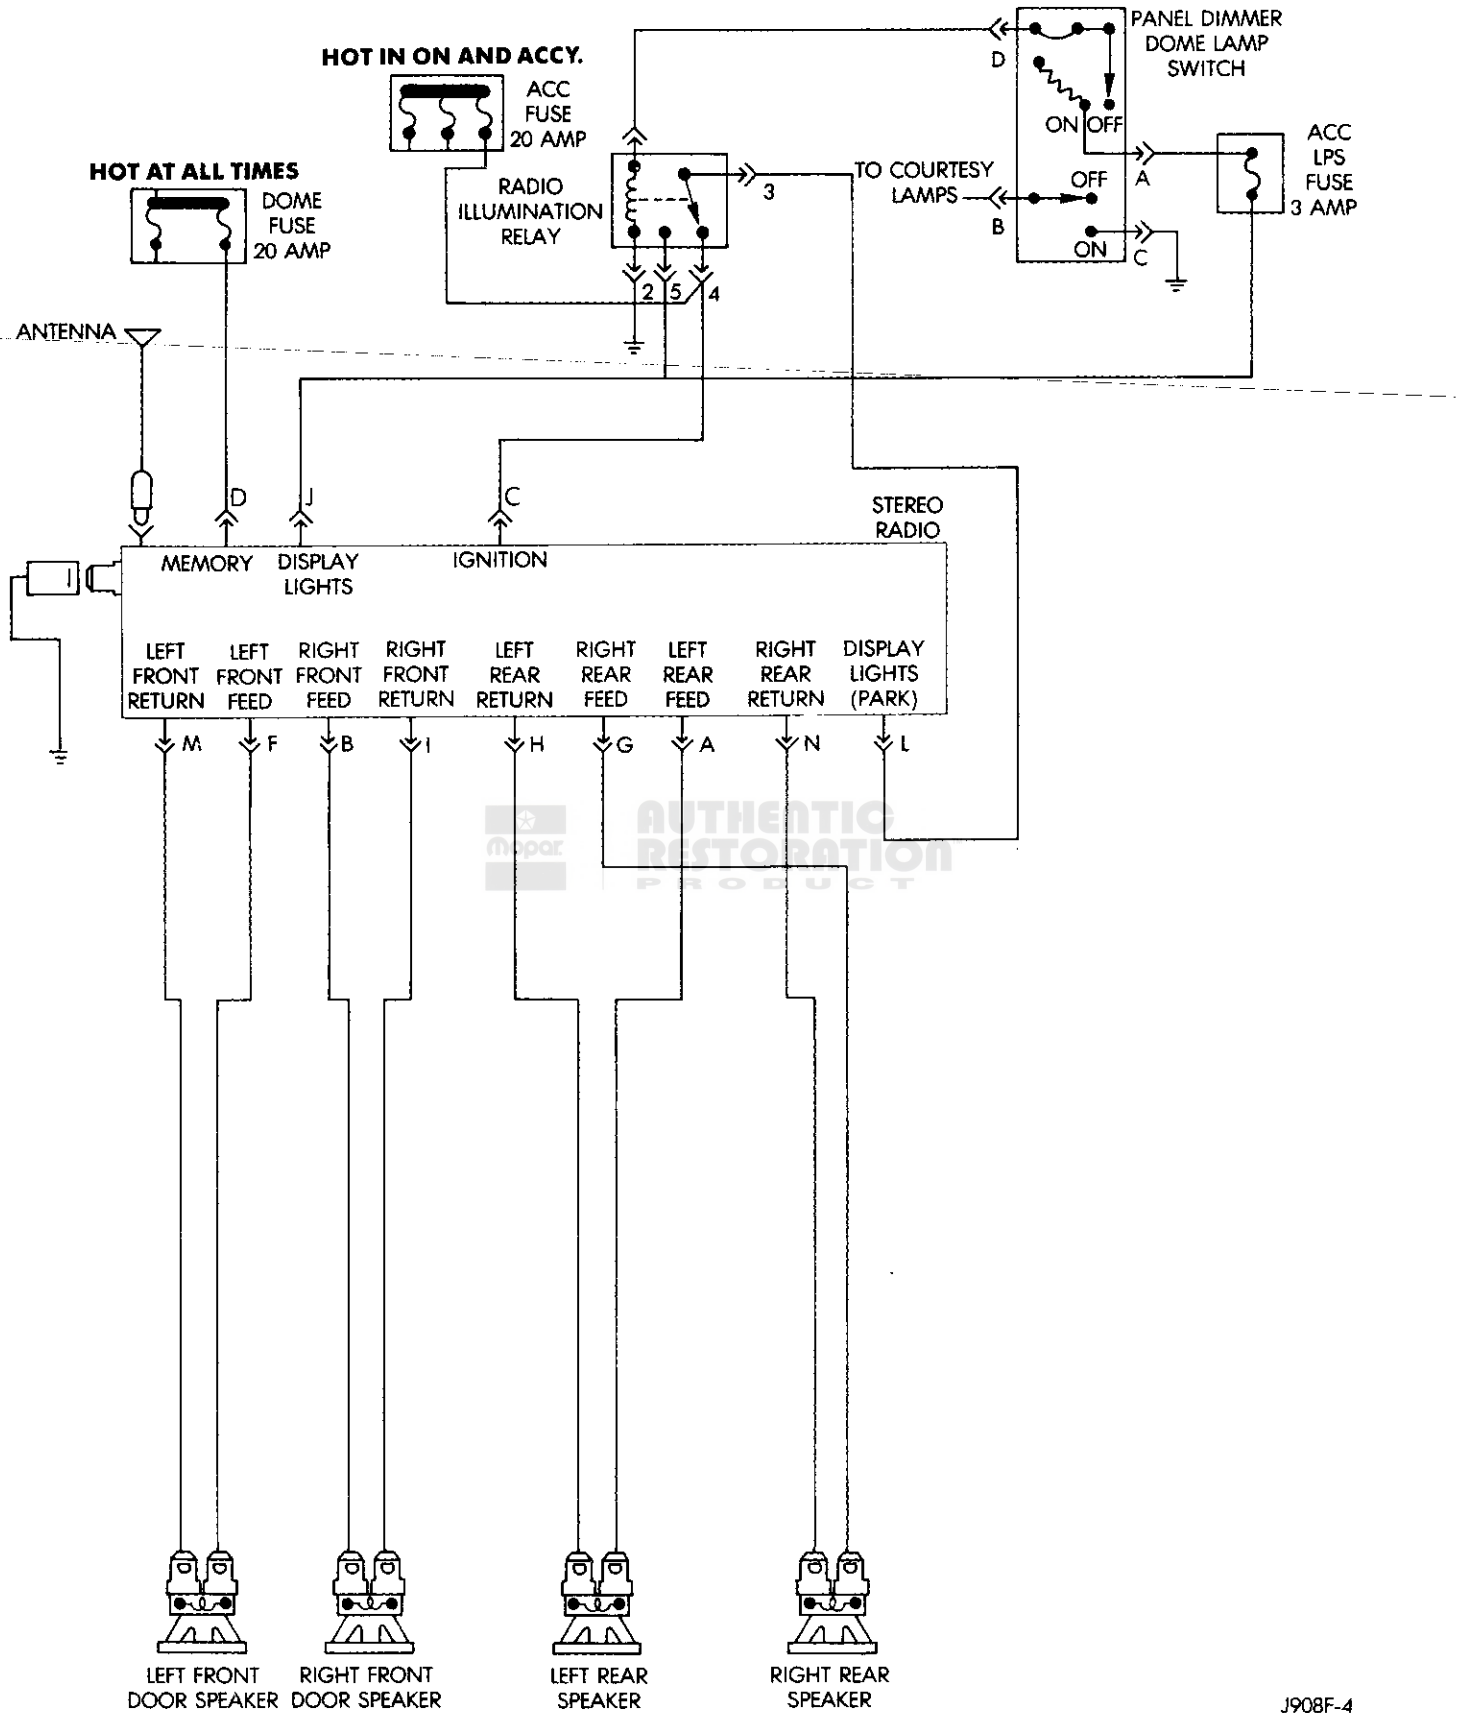 PANEL DIMMER
DOME LAMP
SWITCH
D
ON OFF
HOT IN ON AND ACCY.
ACC
FUSE
20 AMP
ACC
LPS
FUSE
3 AMP
A
TO COURTESY
LAMPS
OFF
B
ON
C
HOT AT ALL TIMES
DOME
FUSE
20 AMP
RADIO
ILLUMINATION
RELAY
3
2
5
4
ANTENNA
D
J
C
STEREO
RADIO
MEMORY
DISPLAY
LIGHTS
IGNITION
LEFT
FRONT
RETURN
LEFT
FRONT
FEED
RIGHT
FRONT
FEED
RIGHT
FRONT
RETURN
LEFT
REAR
RETURN
RIGHT
REAR
FEED
LEFT
REAR
FEED
RIGHT
REAR
RETURN
DISPLAY
LIGHTS
(PARK)
M
F
B
I
H
G
A
N
L
Mopar.
AUTHENTIC
RESTORATION
PRODUCT
LEFT FRONT
DOOR SPEAKER
RIGHT FRONT
DOOR SPEAKER
LEFT REAR
SPEAKER
RIGHT REAR
SPEAKER
J908F-4